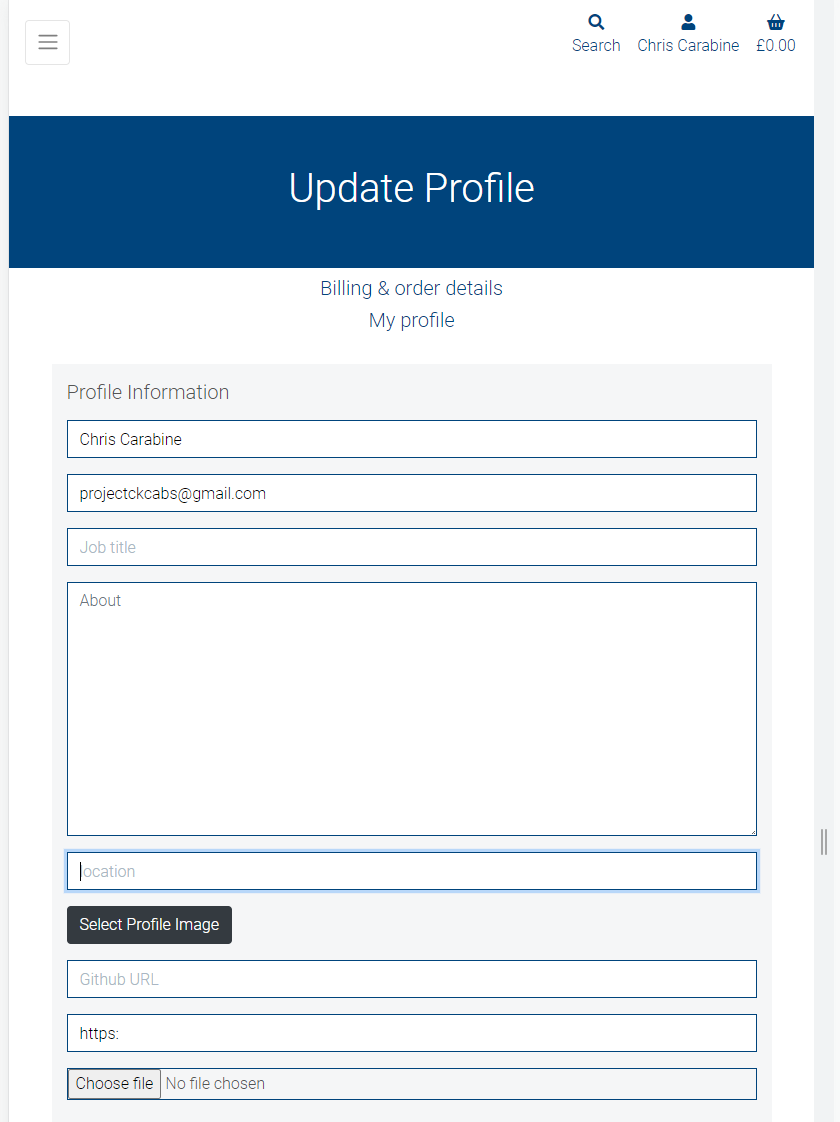 Search Chris Carabine £0.00
Update Profile
Billing & order details
My profile
Profile Information
Chris Carabine
projectckcabs@gmail.com
Job title
About
location
Select Profile Image
Github URL
https:
Choose file No file chosen